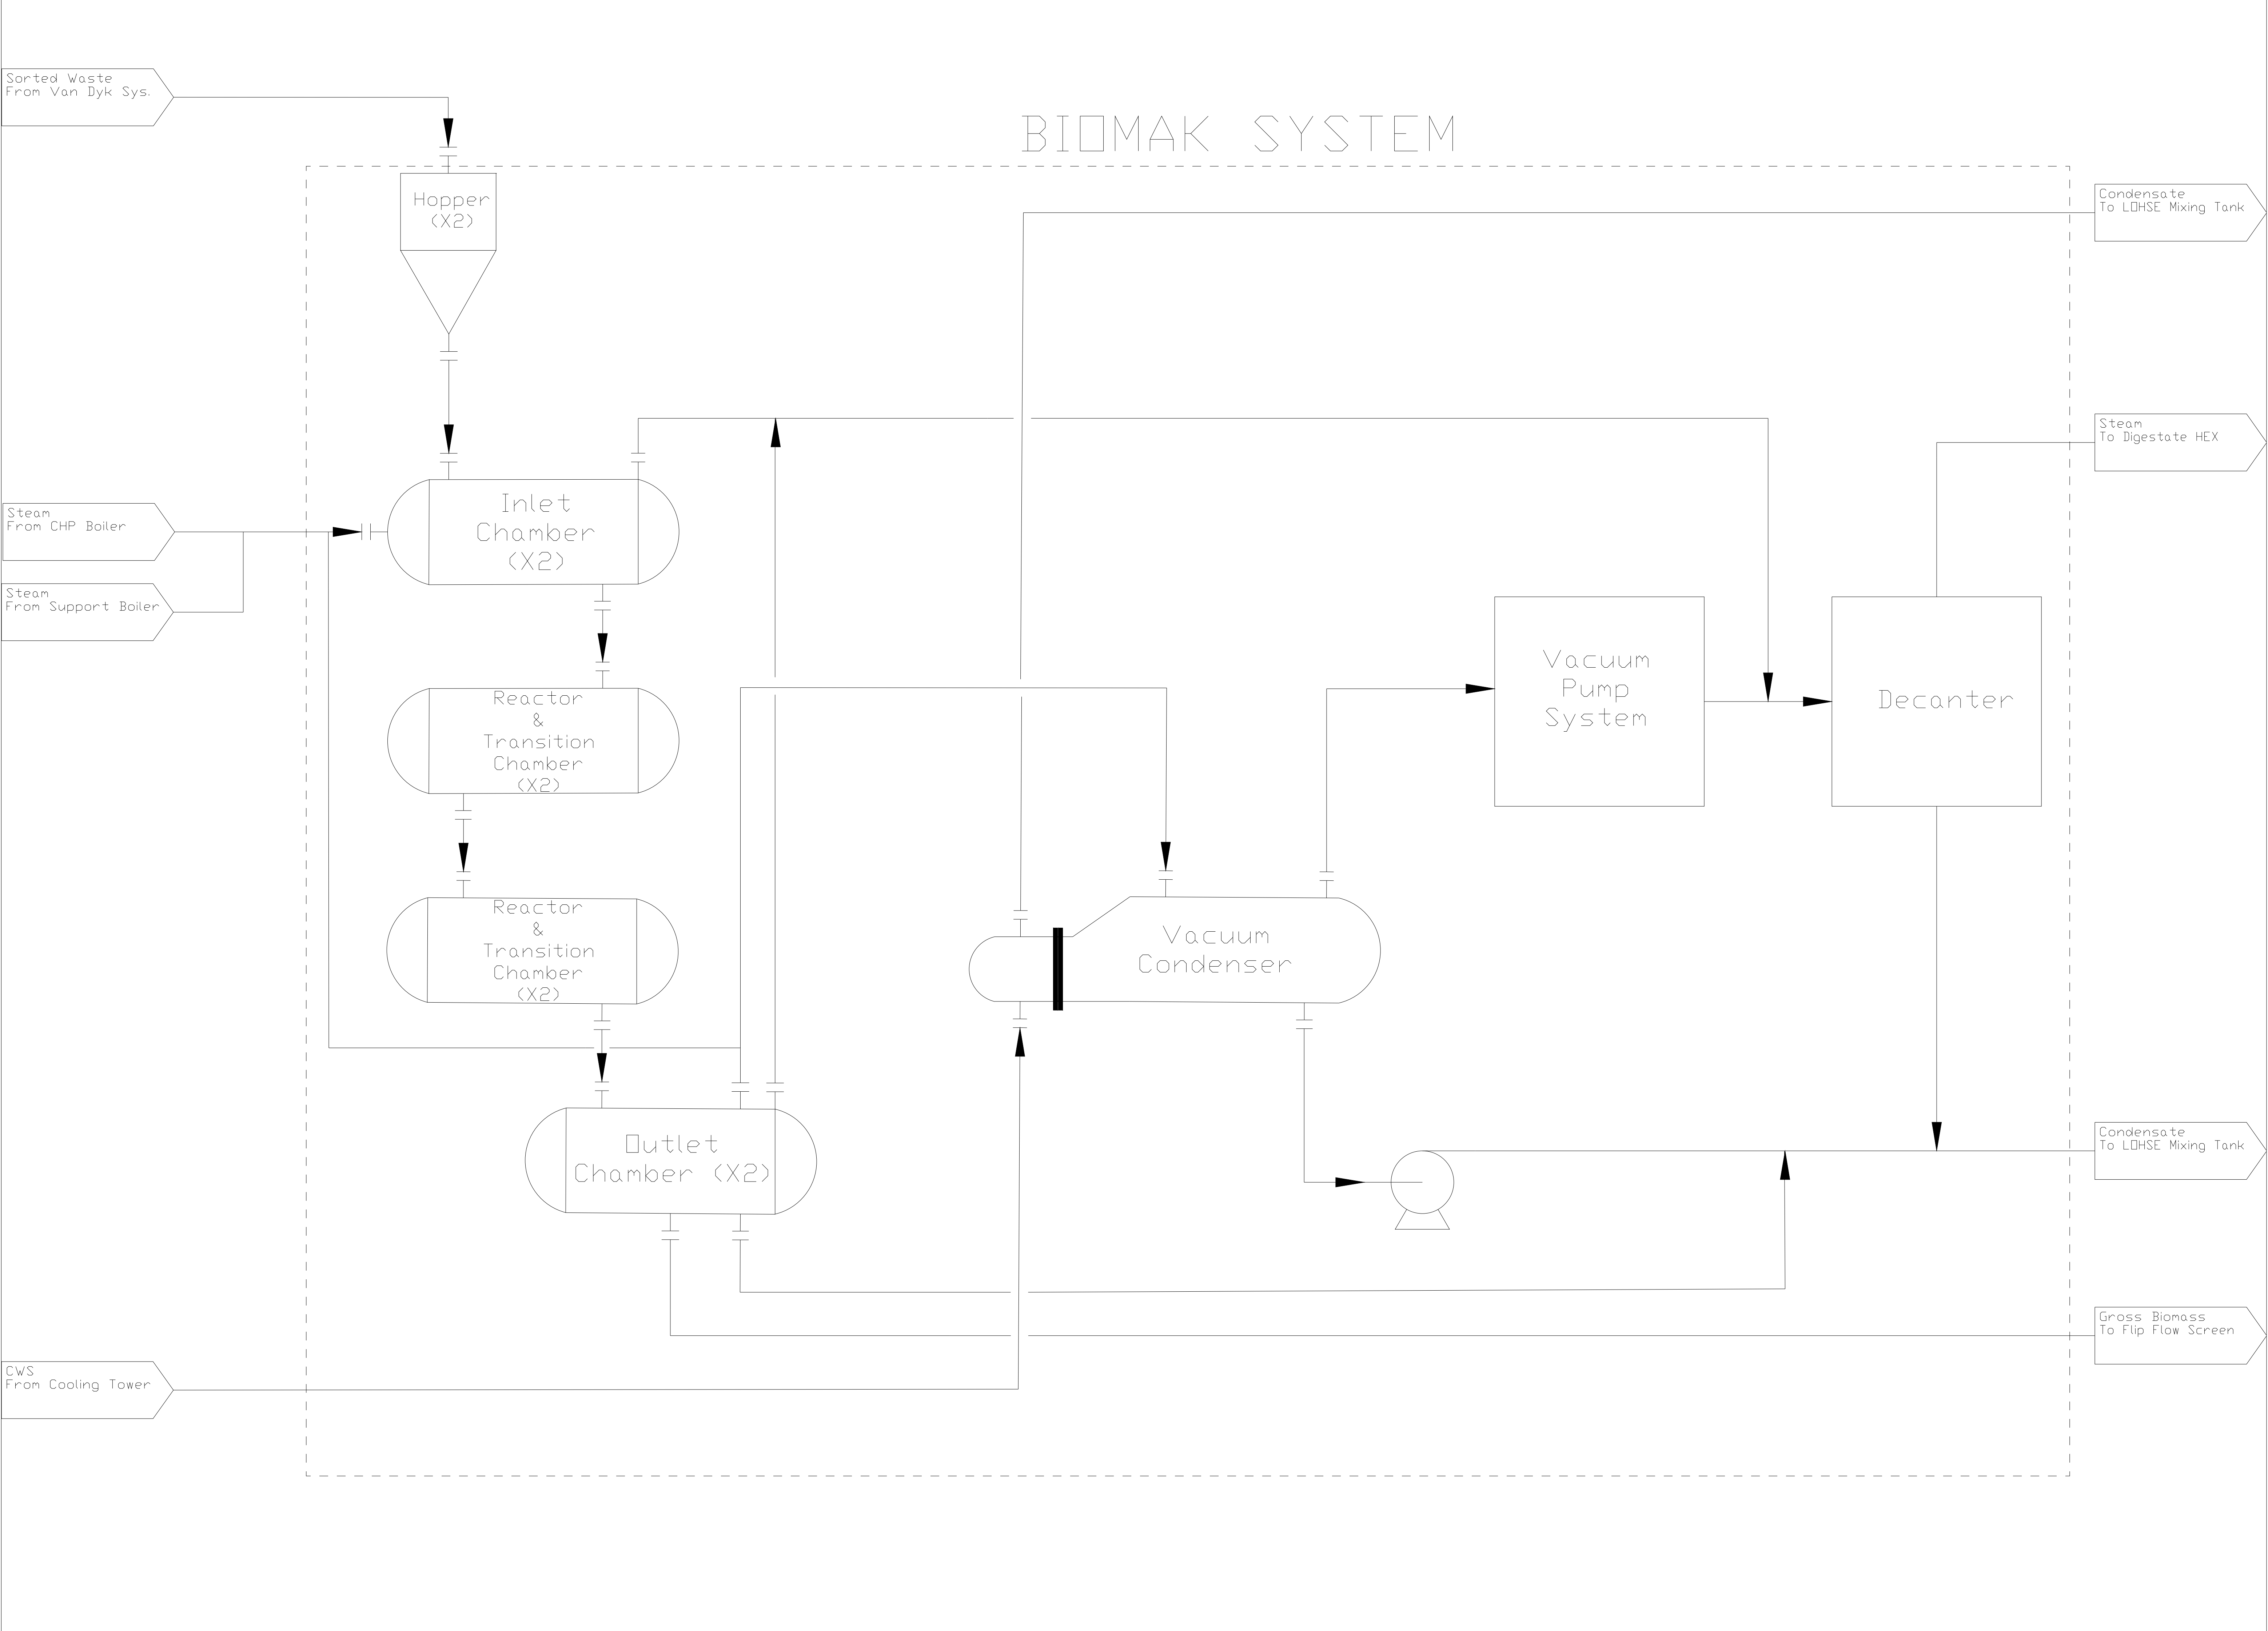 Sorted Waste
From Van Dyk Sys.
BIOMAK SYSTEM
Hopper
(X2)
Condensate
To LOHSE Mixing Tank
Steam
To Digestate HEX
Steam
From CHP Boiler
Inlet
Chamber
(X2)
Steam
From Support Boiler
Reactor
&
Transition
Chamber
(X2)
Vacuum
Pump
System
Decanter
Reactor
&
Transition
Chamber
(X2)
Vacuum
Condenser
Outlet
Chamber (X2)
Condensate
To LOHSE Mixing Tank
Gross Biomass
To Flip Flow Screen
CWS
From Cooling Tower